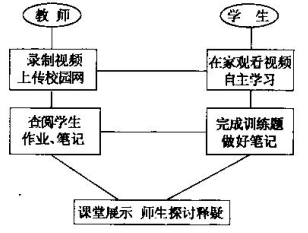 教 师
学 生
录制视频
上传校园网
在家观看视频
自主学习
查阅学生
作业、笔记
完成训练题
做好笔记
课堂展示 师生探讨释疑